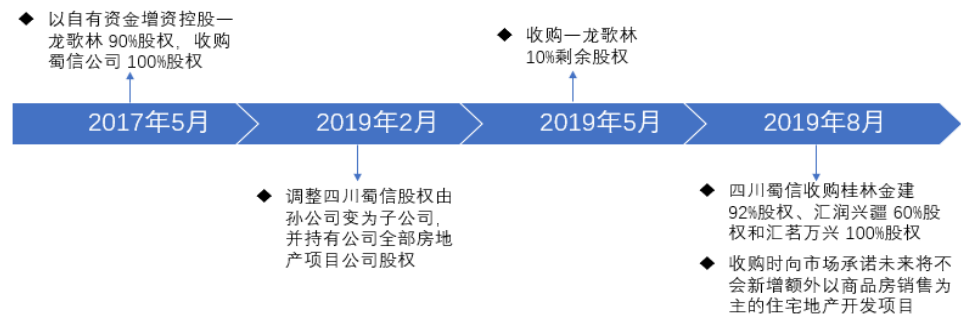 ◆ 以自有资金增资控股一
龙歌林 90%股权，收购
蜀信公司 100%股权
◆ 收购一龙歌林
10%剩余股权
2017年5月
2019年2月
2019年5月
2019年8月
◆ 调整四川蜀信股权由
孙公司变为子公司，
并持有公司全部房地
产项目公司股权
◆ 四川蜀信收购桂林金建
92%股权、汇润兴疆 60%股
权和汇茗万兴 100%股权
◆ 收购时向市场承诺未来将不
会新增额外以商品房销售为
主的住宅地产开发项目